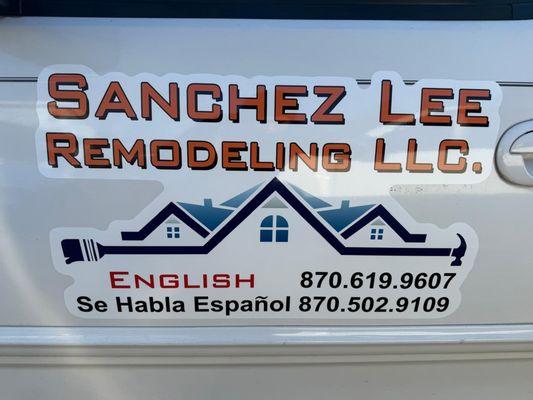 SANCHEZ LEE
REMODELING LLC.
ENGLISH 870.619.9607
Se Habla Español 870.502.9109